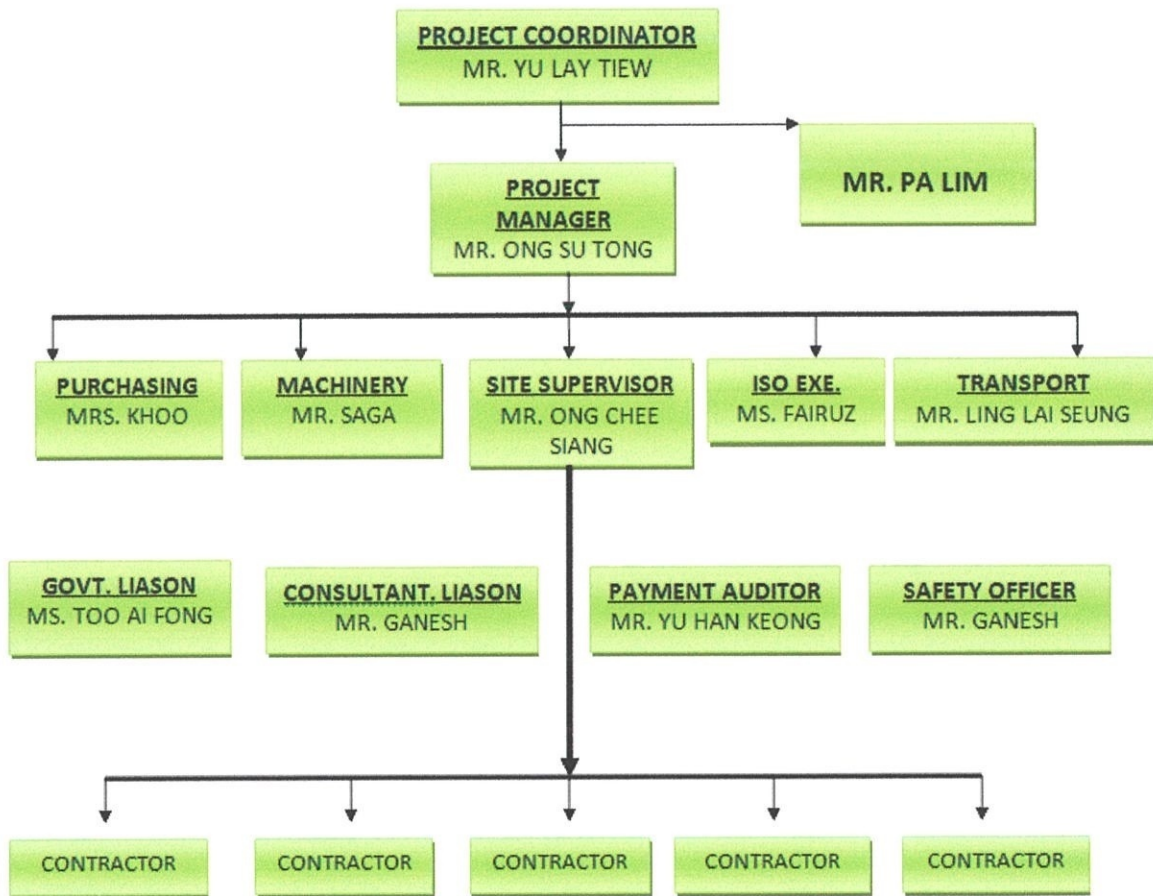 PROJECT COORDINATOR
MR. YU LAY TIEW
MR. PA LIM
PROJECT
MANAGER
MR. ONG SU TONG
PURCHASING
MRS. KHOO
MACHINERY
MR. SAGA
SITE SUPERVISOR
MR. ONG CHEE
SIANG
ISO EXE.
MS. FAIRUZ
TRANSPORT
MR. LING LAI SEUNG
GOVT. LIASON
MS. TOO AI FONG
CONSULTANT. LIASON
MR. GANESH
PAYMENT AUDITOR
MR. YU HAN KEONG
SAFETY OFFICER
MR. GANESH
CONTRACTOR
CONTRACTOR
CONTRACTOR
CONTRACTOR
CONTRACTOR